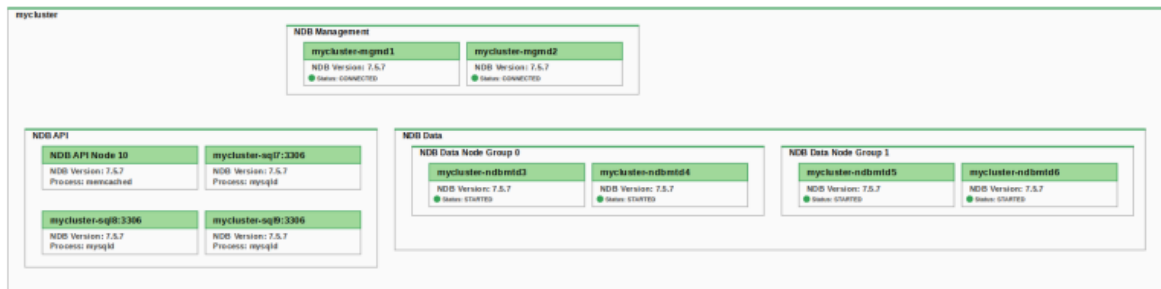 mycluster
NDB Management
mycluster-mgmd1
NDB Version: 7.5.7
Status: CONNECTED
mycluster-mgmd2
NDB Version: 7.5.7
Status: CONNECTED
NDB API
NDB API Node 10
NDB Version: 7.5.7
Process: memcached
mycluster-sql7:3306
NDB Version: 7.5.7
Process: mysqld
mycluster-sql8:3306
NDB Version: 7.5.7
Process: mysqld
mycluster-sql9:3306
NDB Version: 7.5.7
Process: mysqld
NDB Data
NDB Data Node Group 0
mycluster-ndbmtd3
NDB Version: 7.5.7
Status: STARTED
mycluster-ndbmtd4
NDB Version: 7.5.7
Status: STARTED
NDB Data Node Group 1
mycluster-ndbmtd5
NDB Version: 7.5.7
Status: STARTED
mycluster-ndbmtd6
NDB Version: 7.5.7
Status: STARTED